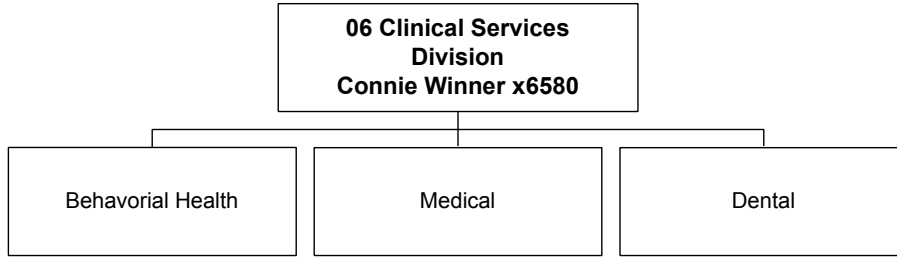 06 Clinical Services
Division
Connie Winner x6580
Behavorial Health
Medical
Dental